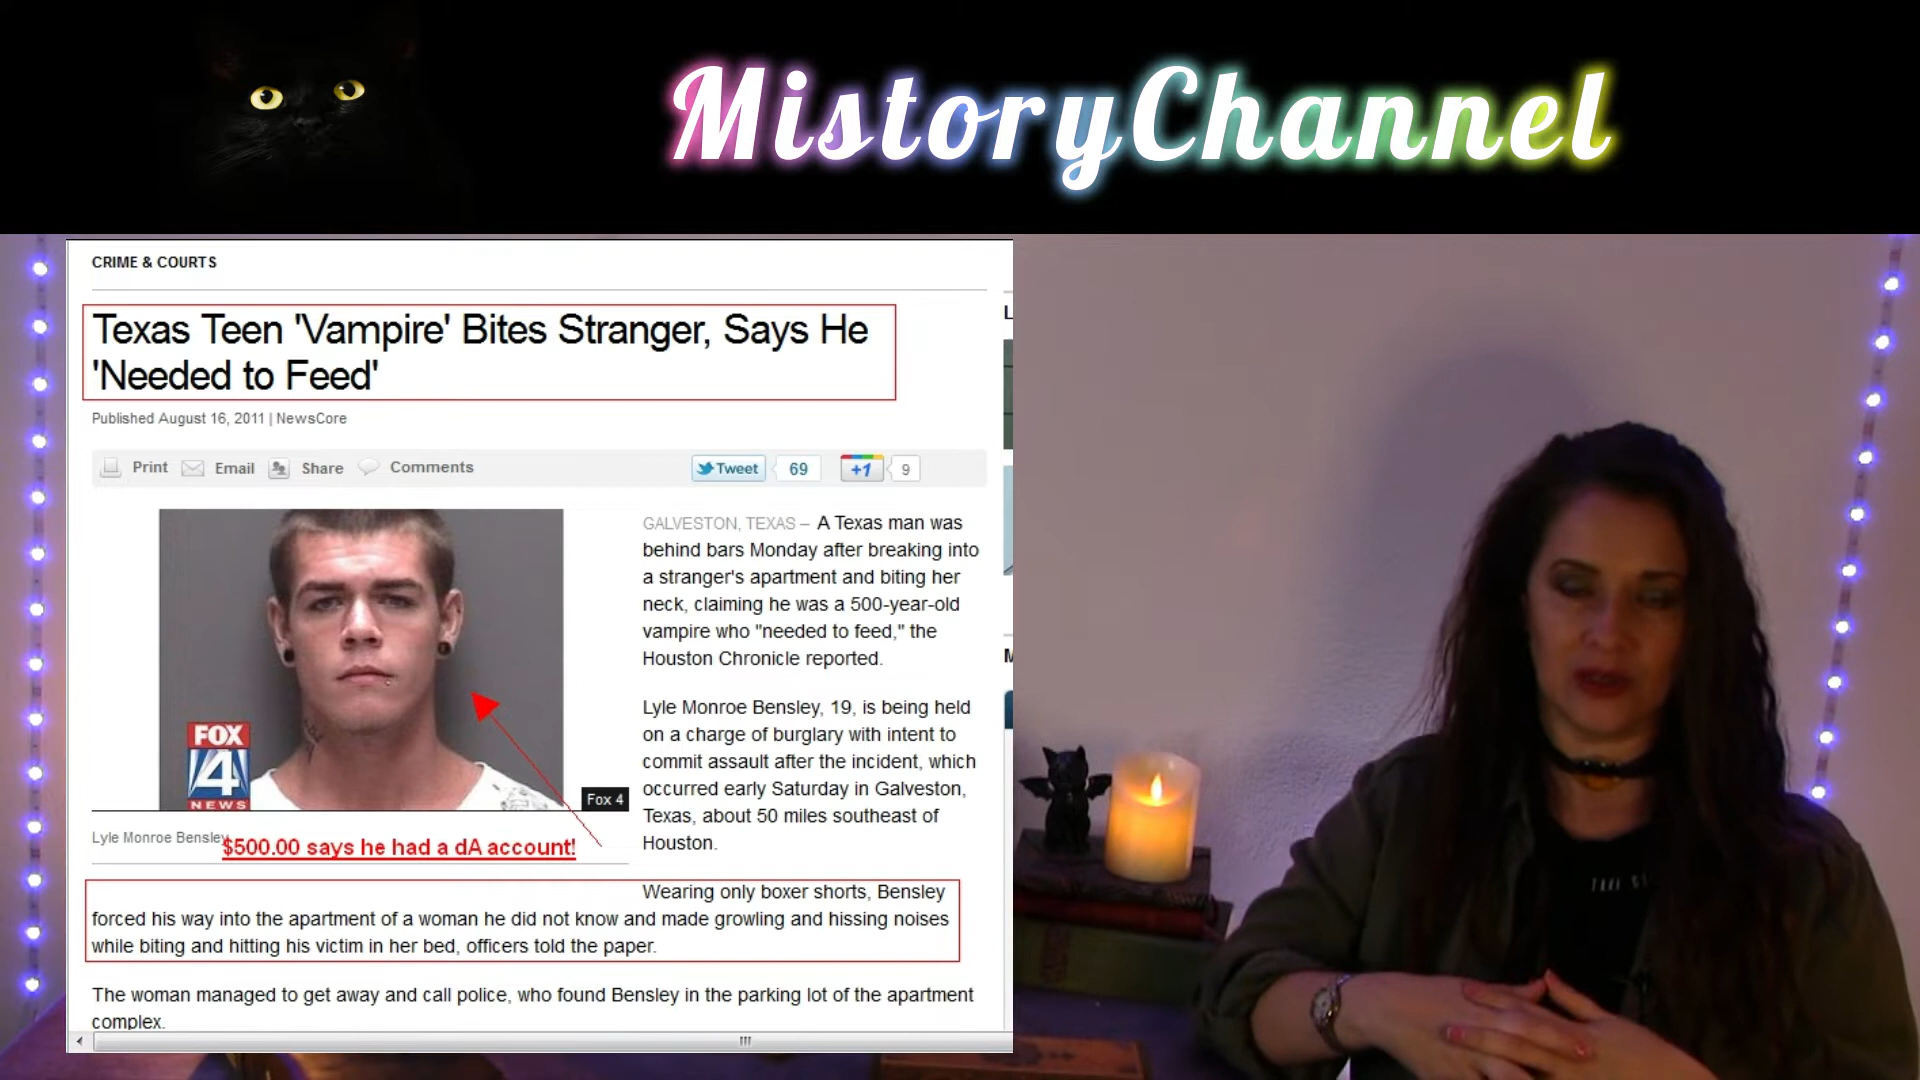 MistoryChannel
CRIME & COURTS
Texas Teen 'Vampire' Bites Stranger, Says He
'Needed to Feed'
Published August 16, 2011 | NewsCore
Print Email Share Comments Tweet 69 +1 9
GALVESTON, TEXAS – A Texas man was
behind bars Monday after breaking into
a stranger's apartment and biting her
neck, claiming he was a 500-year-old
vampire who "needed to feed," the
Houston Chronicle reported.
FOX
4
NEWS
Fox 4
Lyle Monroe Bensley
$500.00 says he had a dA account!
Lyle Monroe Bensley, 19, is being held
on a charge of burglary with intent to
commit assault after the incident, which
occurred early Saturday in Galveston,
Texas, about 50 miles southeast of
Houston.
Wearing only boxer shorts, Bensley
forced his way into the apartment of a woman he did not know and made growling and hissing noises
while biting and hitting his victim in her bed, officers told the paper.
The woman managed to get away and call police, who found Bensley in the parking lot of the apartment
complex.